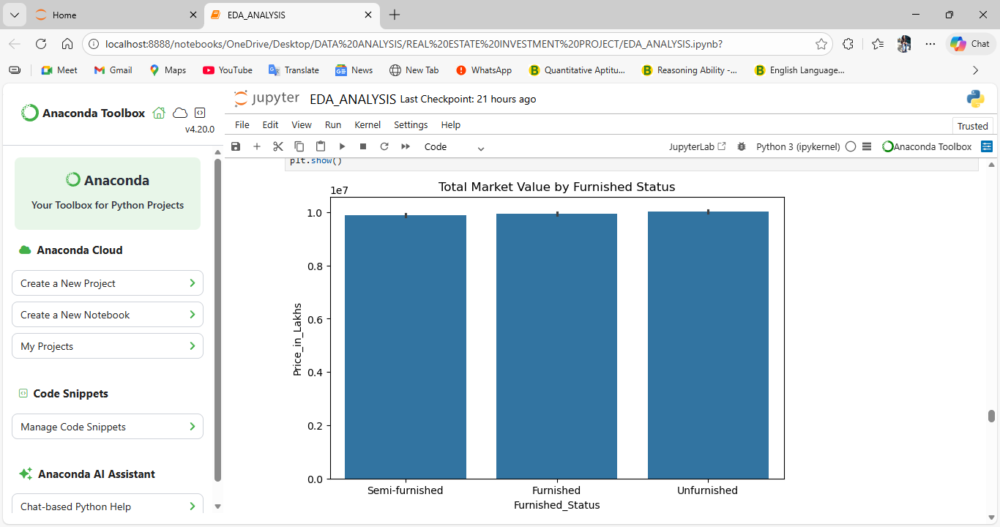 Home
EDA_ANALYSIS
localhost:8888/notebooks/OneDrive/Desktop/DATA%20ANALYSIS/REAL%20ESTATE%20INVESTMENT%20PROJECT/EDA_ANALYSIS.ipynb?
Chat
Meet
Gmail
Maps
YouTube
Translate
News
New Tab
WhatsApp
Quantitative Aptitu...
Reasoning Ability -...
English Language...
Anaconda Toolbox
v4.20.0
Anaconda
Your Toolbox for Python Projects
Anaconda Cloud
Create a New Project
Create a New Notebook
My Projects
Code Snippets
Manage Code Snippets
Anaconda AI Assistant
Chat-based Python Help
jupyter EDA_ANALYSIS Last Checkpoint: 21 hours ago
File Edit View Run Kernel Settings Help
Trusted
Code
JupyterLab
Python 3 (ipykernel)
Anaconda Toolbox
plt.show()
Total Market Value by Furnished Status
1e7
1.0
0.8
0.6
0.4
0.2
0.0
Price_in_Lakhs
Semi-furnished Furnished Unfurnished
Furnished_Status